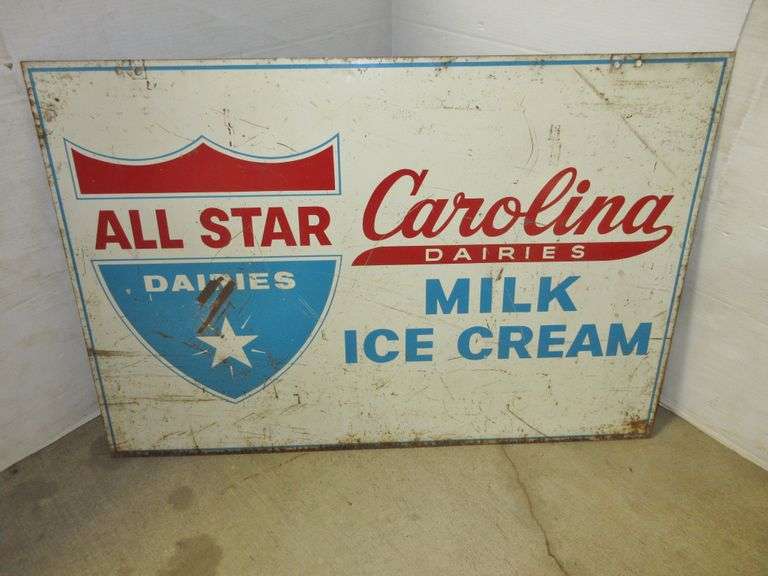 ALL STAR
DAIRIES
Carolina
DAIRIES
MILK
ICE CREAM